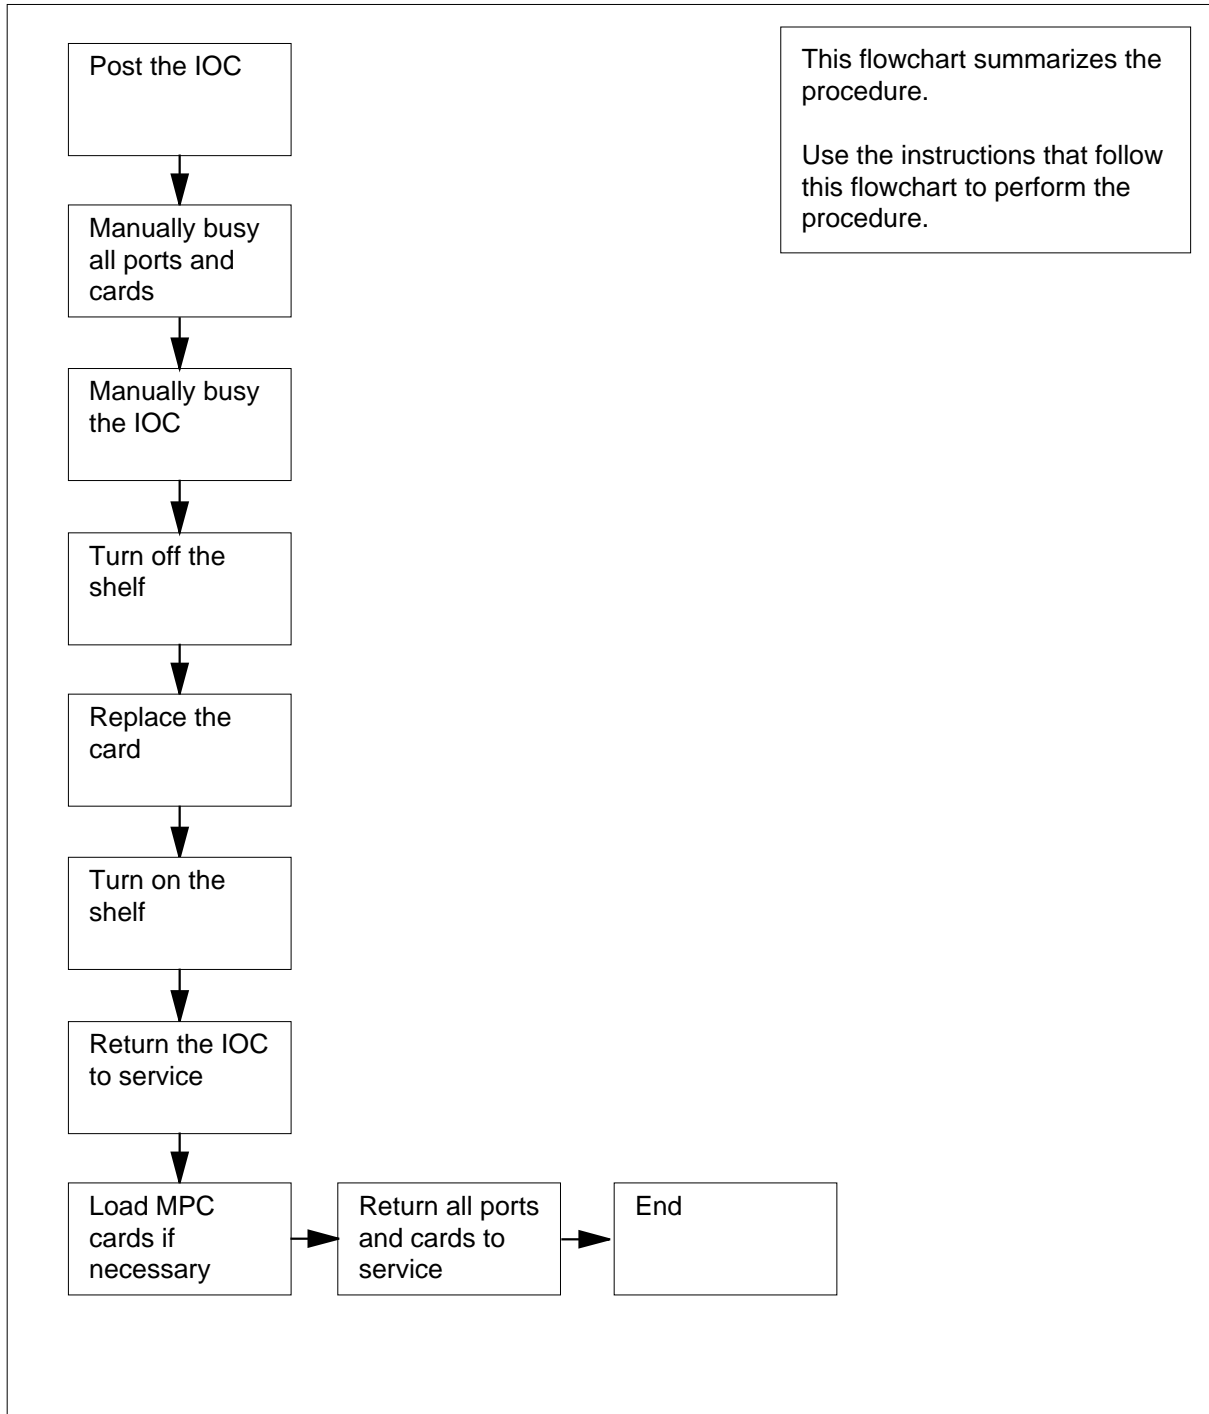 Post the IOC
This flowchart summarizes the
procedure.
Use the instructions that follow
this flowchart to perform the
procedure.
Manually busy
all ports and
cards
Manually busy
the IOC
Turn off the
shelf
Replace the
card
Turn on the
shelf
Return the IOC
to service
Load MPC
cards if
necessary
Return all ports
and cards to
service
End